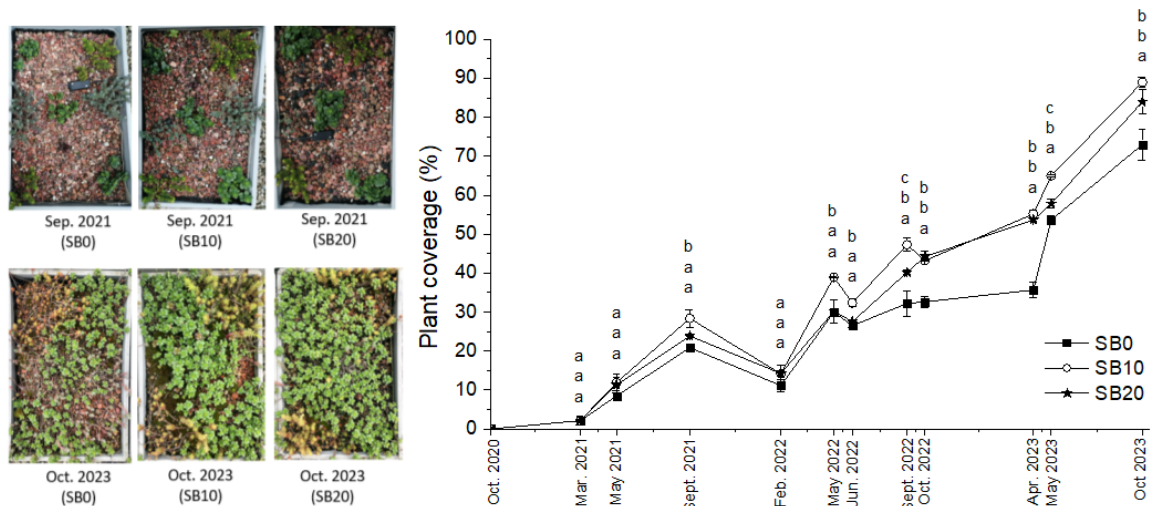 Sep. 2021
(SB0)
Sep. 2021
(SB10)
Sep. 2021
(SB20)
Oct. 2023
(SB0)
Oct. 2023
(SB10)
Oct. 2023
(SB20)
Plant coverage (%)
100
90
80
70
60
50
40
30
20
10
0
a
a
a
a
a
a
b
a
a
a
a
a
b
a
a
b
a
a
c
b
a
b
b
a
b
b
a
c
b
a
b
b
a
SB0
SB10
SB20
Oct. 2020
Mar. 2021
May 2021
Sept. 2021
Feb. 2022
May 2022
Jun. 2022
Sept. 2022
Oct. 2022
Apr. 2023
May 2023
Oct 2023